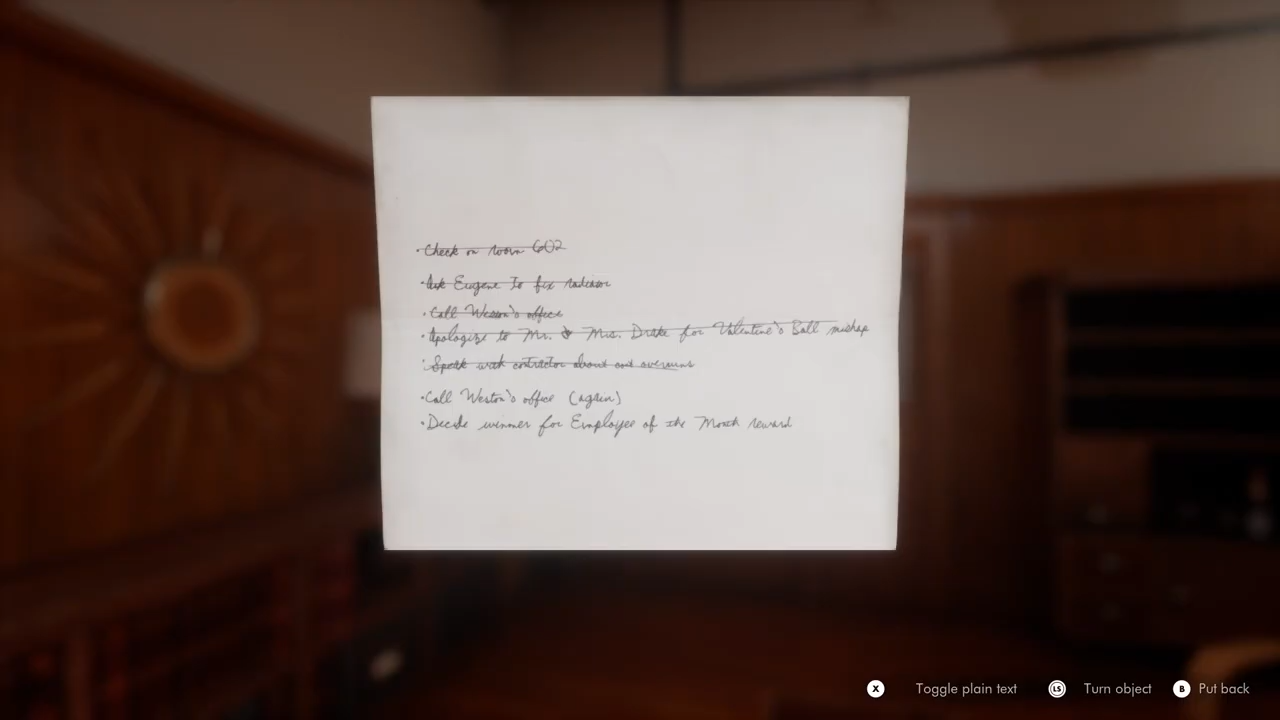 • Check on room 602
• Ask Eugene to fix radiator
• Call Weston's office
• Apologize to Mr. & Mrs. Drake for Valentine's Ball mishap
• Speak with contractor about cost overruns
• Call Weston's office (again)
• Decide winner for Employee of the Month reward
X Toggle plain text LS Turn object B Put back